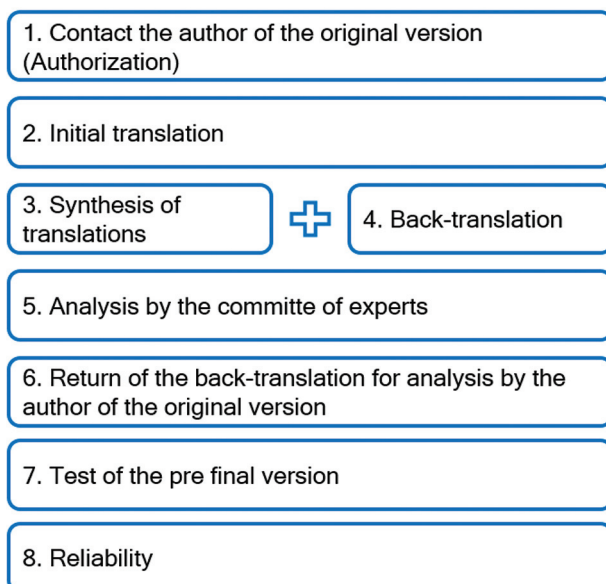 1. Contact the author of the original version
(Authorization)
2. Initial translation
3. Synthesis of
translations
4. Back-translation
5. Analysis by the committe of experts
6. Return of the back-translation for analysis by the
author of the original version
7. Test of the pre final version
8. Reliability